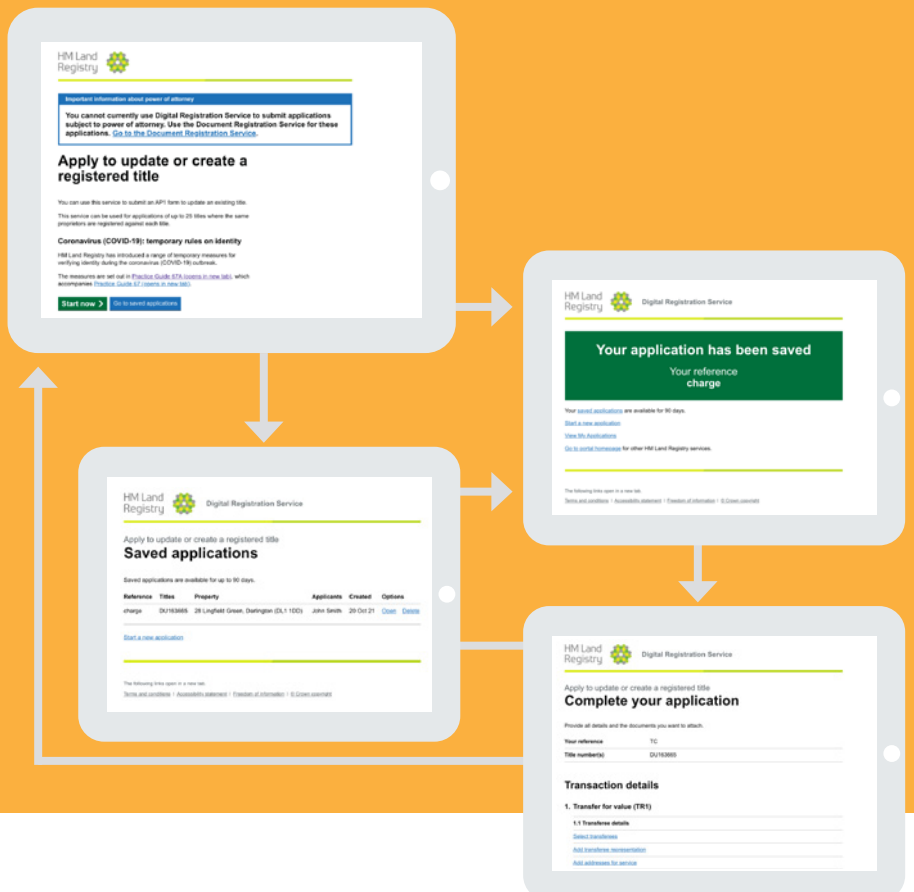 HM Land
Registry
Important information about power of attorney
You cannot currently use Digital Registration Service to submit applications
subject to power of attorney. Use the Document Registration Service for these
applications. Go to the Document Registration Service.
Apply to update or create a
registered title
You can use this service to submit an AP1 form to update an existing title.
This service can be used for applications of up to 25 titles where the same
proprietors are registered against each title.
Coronavirus (COVID-19): temporary rules on identity
HM Land Registry has introduced a range of temporary measures for
verifying identity during the coronavirus (COVID-19) outbreak.
The measures are set out in Practice Guide 67A (opens in new tab), which
accompanies Practice Guide 67 (opens in new tab).
Start now
Go to saved applications
HM Land
Registry
Digital Registration Service
Your application has been saved
Your reference
charge
Your saved applications are available for 90 days.
Start a new application
View My Applications
Go to portal homepage for other HM Land Registry services.
The following links open in a new tab.
Terms and conditions | Accessibility statement | Freedom of information | © Crown copyright
HM Land
Registry
Digital Registration Service
Apply to update or create a registered title
Saved applications
Saved applications are available for up to 90 days.
Reference Titles Property Applicants Created Options
charge DU163665 28 Lingfield Green, Darlington (DL1 1DD) John Smith 29 Oct 21 Open Delete
Start a new application
The following links open in a new tab.
Terms and conditions | Accessibility statement | Freedom of information | © Crown copyright
HM Land
Registry
Digital Registration Service
Apply to update or create a registered title
Complete your application
Provide all details and the documents you want to attach.
Your reference TC
Title number(s) DU163665
Transaction details
1. Transfer for value (TR1)
1.1 Transferee details
Select transferees
Add transferee representation
Add addresses for service